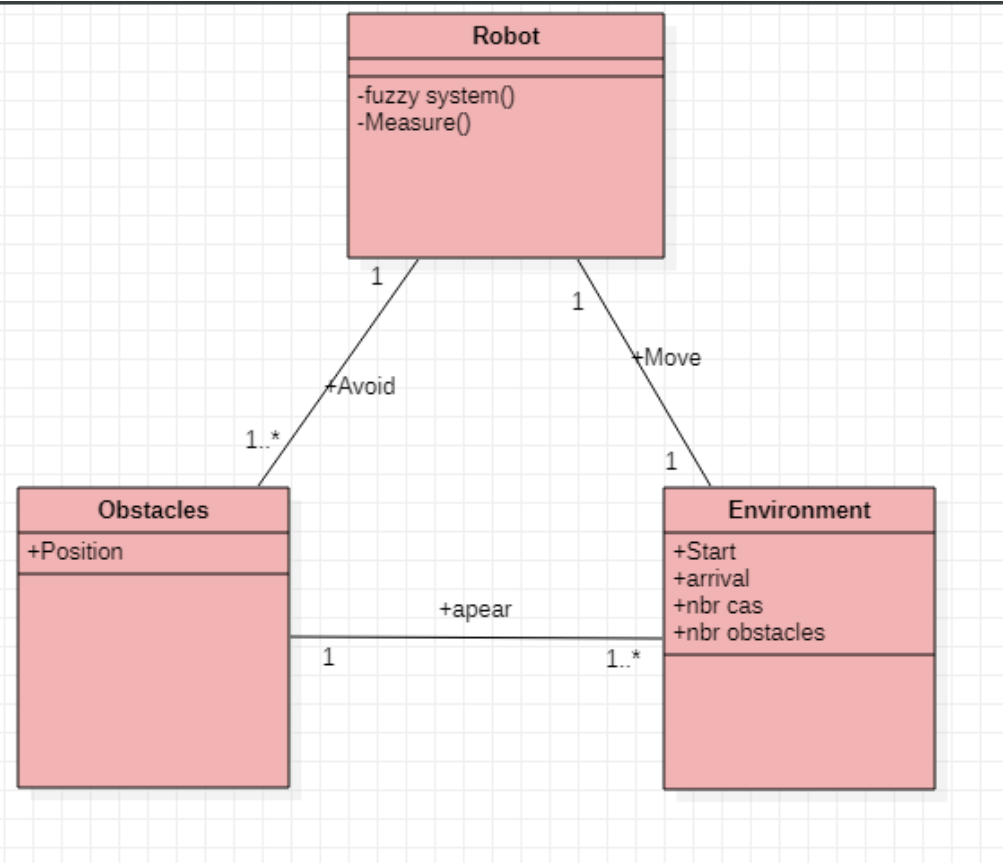 Robot
-fuzzy system()
-Measure()
1
1
+Move
+Avoid
1..*
1
Obstacles
+Position
Environment
+Start
+arrival
+nbr cas
+nbr obstacles
+apear
1
1..*